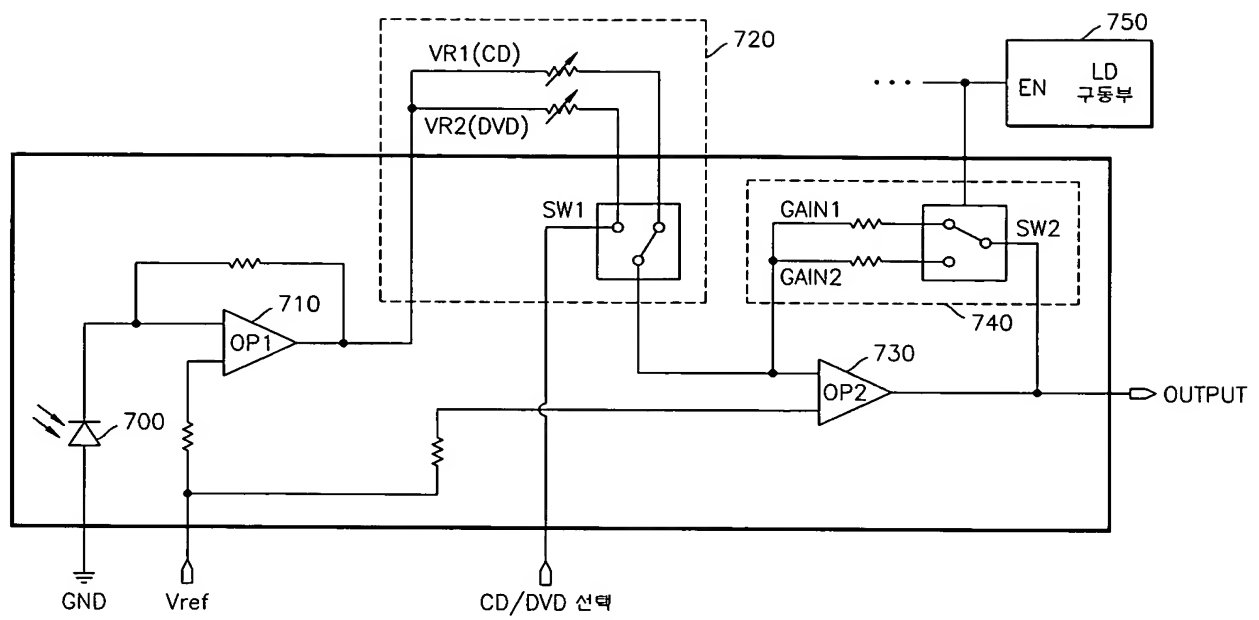 750
720
VR1(CD)
LD
EN
구동부
VR2(DVD)
SW1
GAIN1
SW2
GAIN2
710
740
730
OP1
OP2
OUTPUT
700
GND
Vref
CD/DVD 선택